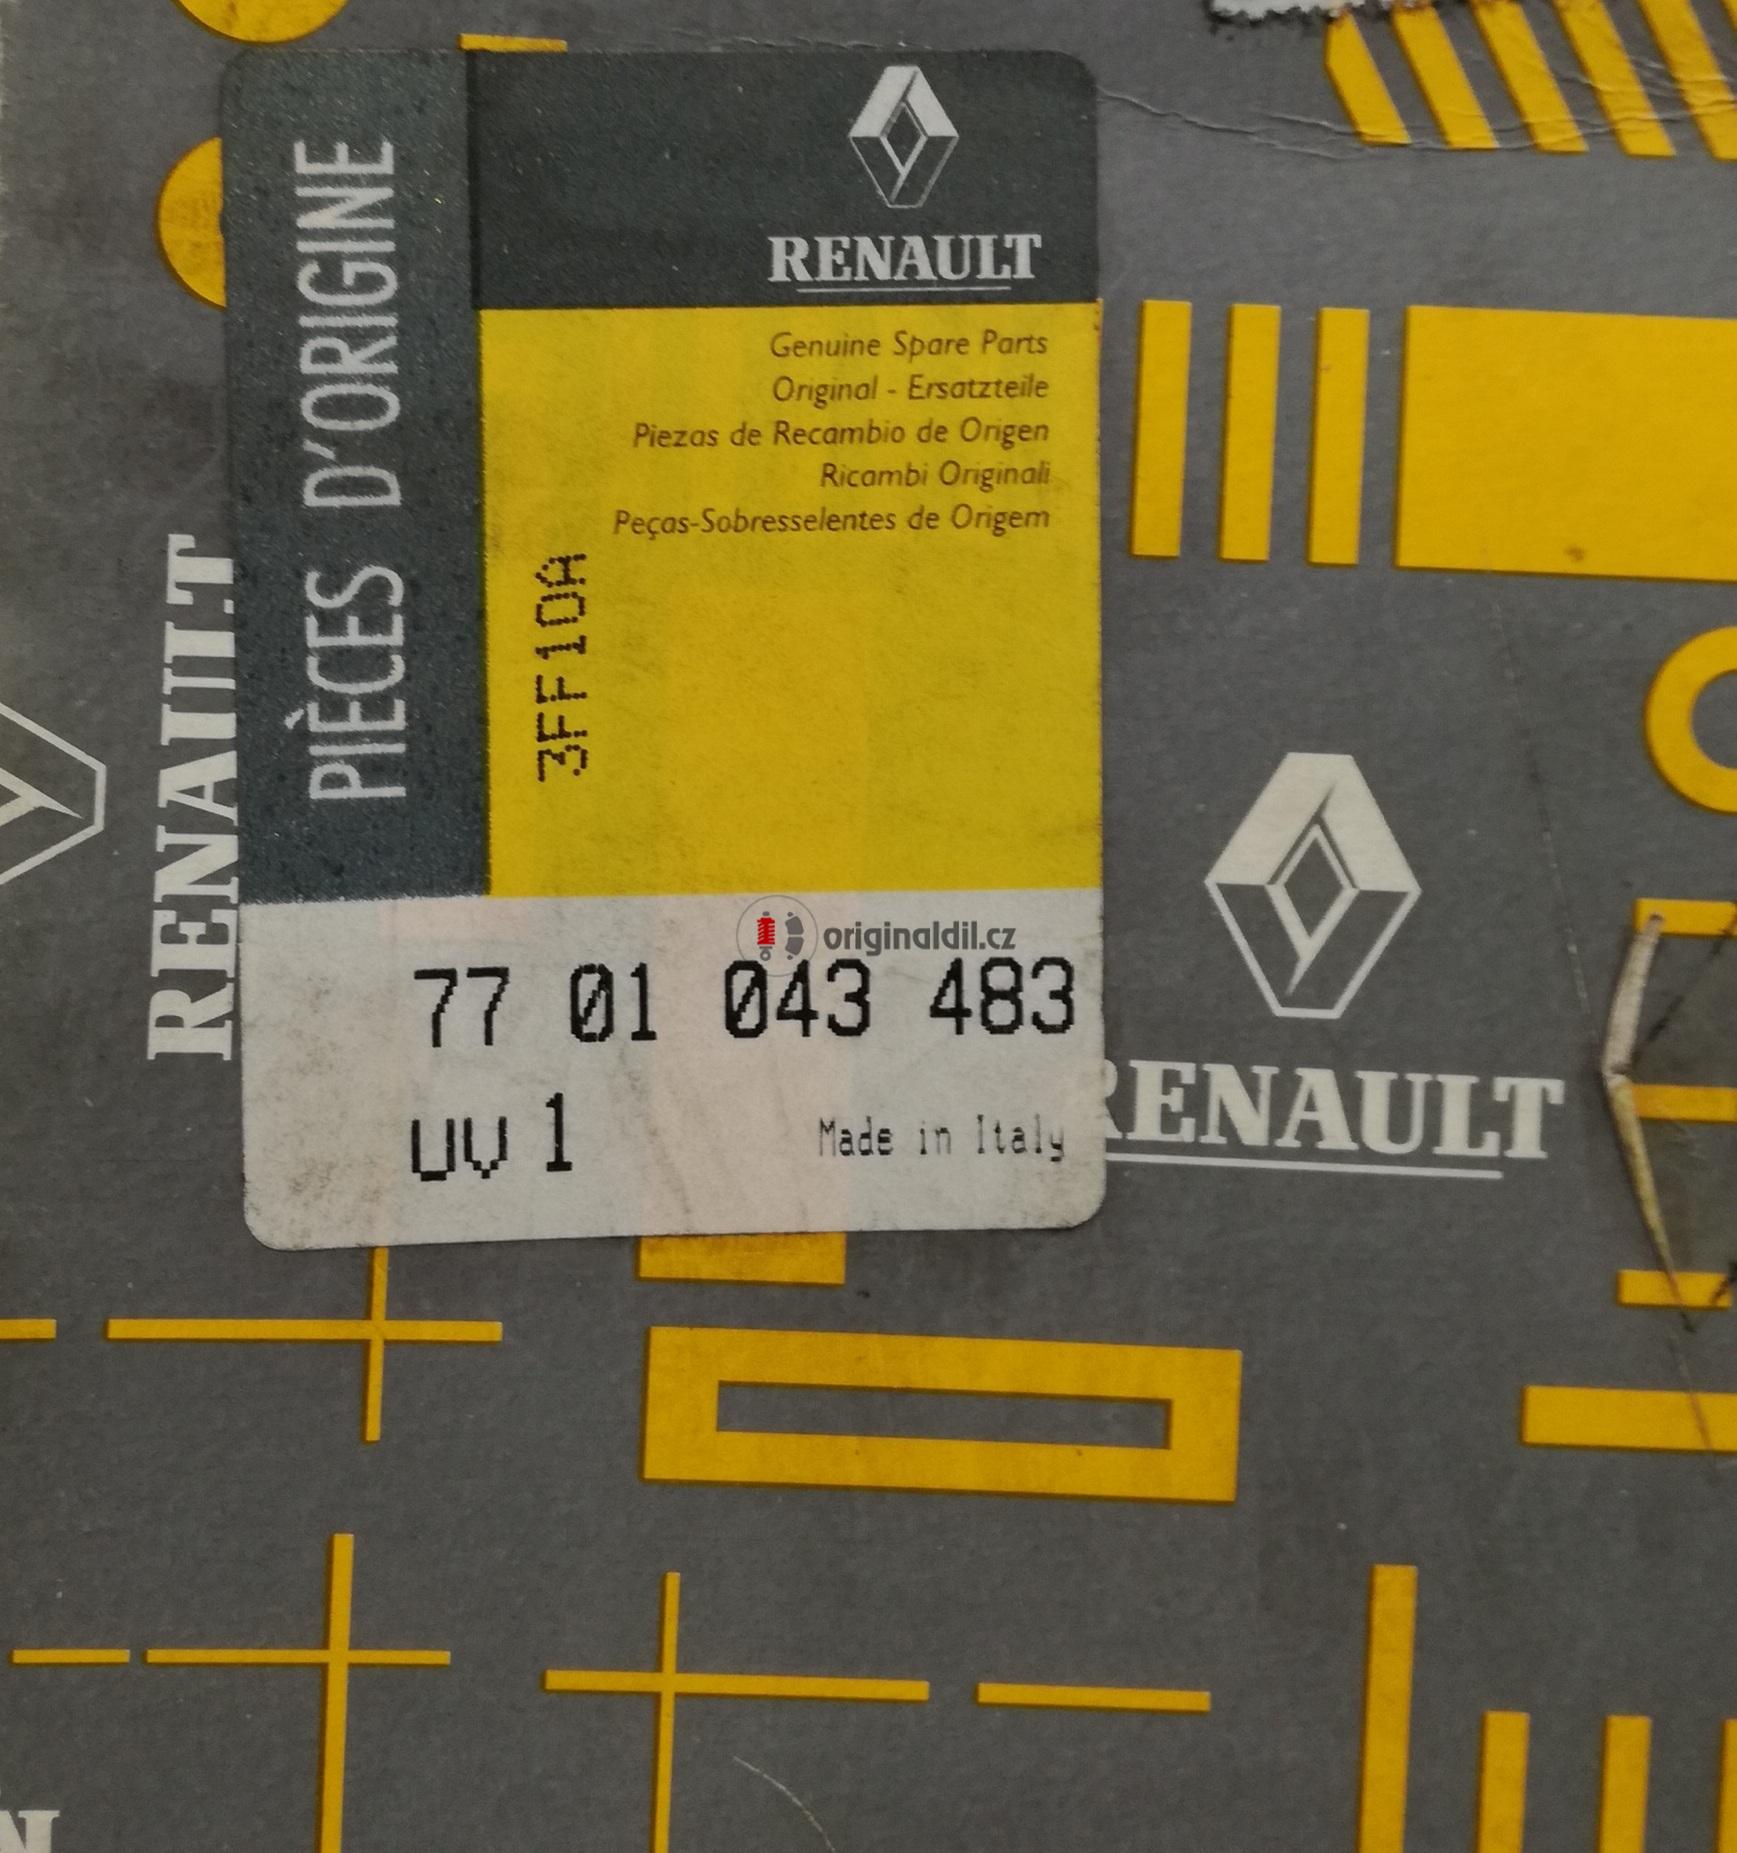 RENAULT
PIÈCES D'ORIGINE
RENAULT
Genuine Spare Parts
Original - Ersatzteile
Piezas de Recambio de Origen
Ricambi Originali
Peças-Sobresselentes de Origem
3FF10A
originaldil.cz
77 01 043 483
UV 1
Made in Italy
RENAULT